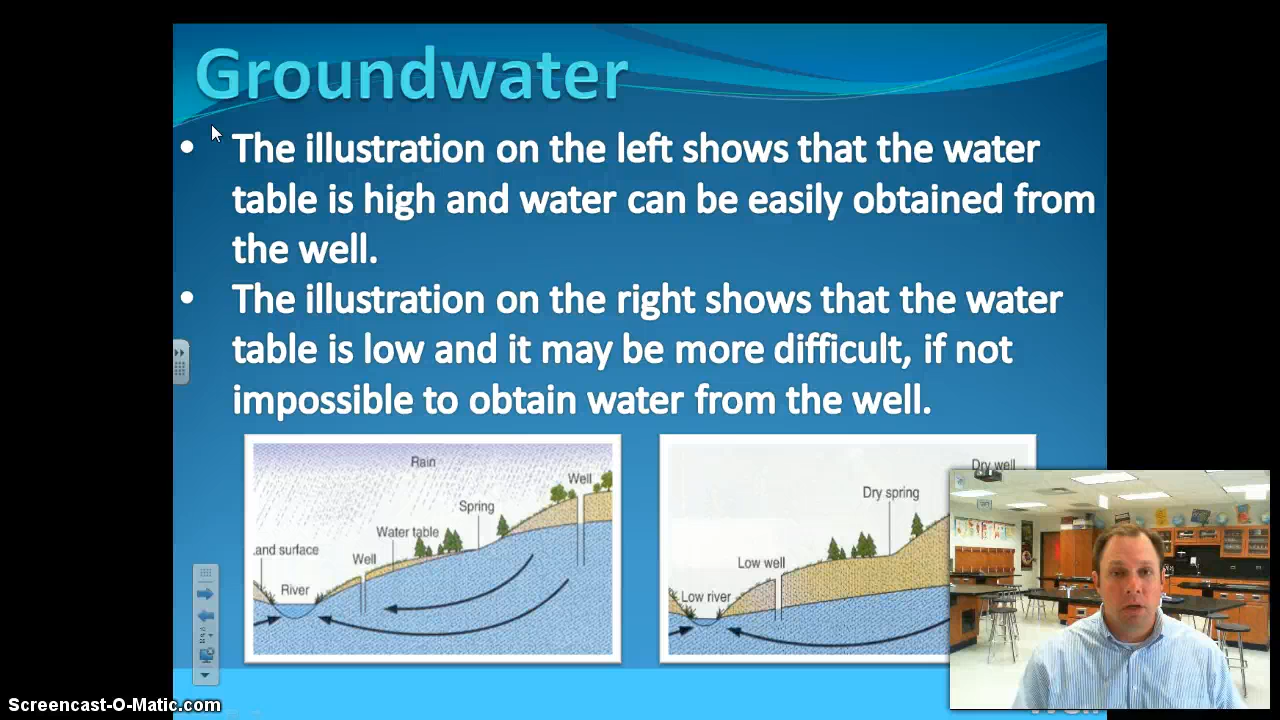 Groundwater
• The illustration on the left shows that the water
table is high and water can be easily obtained from
the well.
• The illustration on the right shows that the water
table is low and it may be more difficult, if not
impossible to obtain water from the well.
Rain
Well
Spring
Water table
Well
and surface
River
Dry well
Dry spring
Low well
Low river
Screencast-O-Matic.com